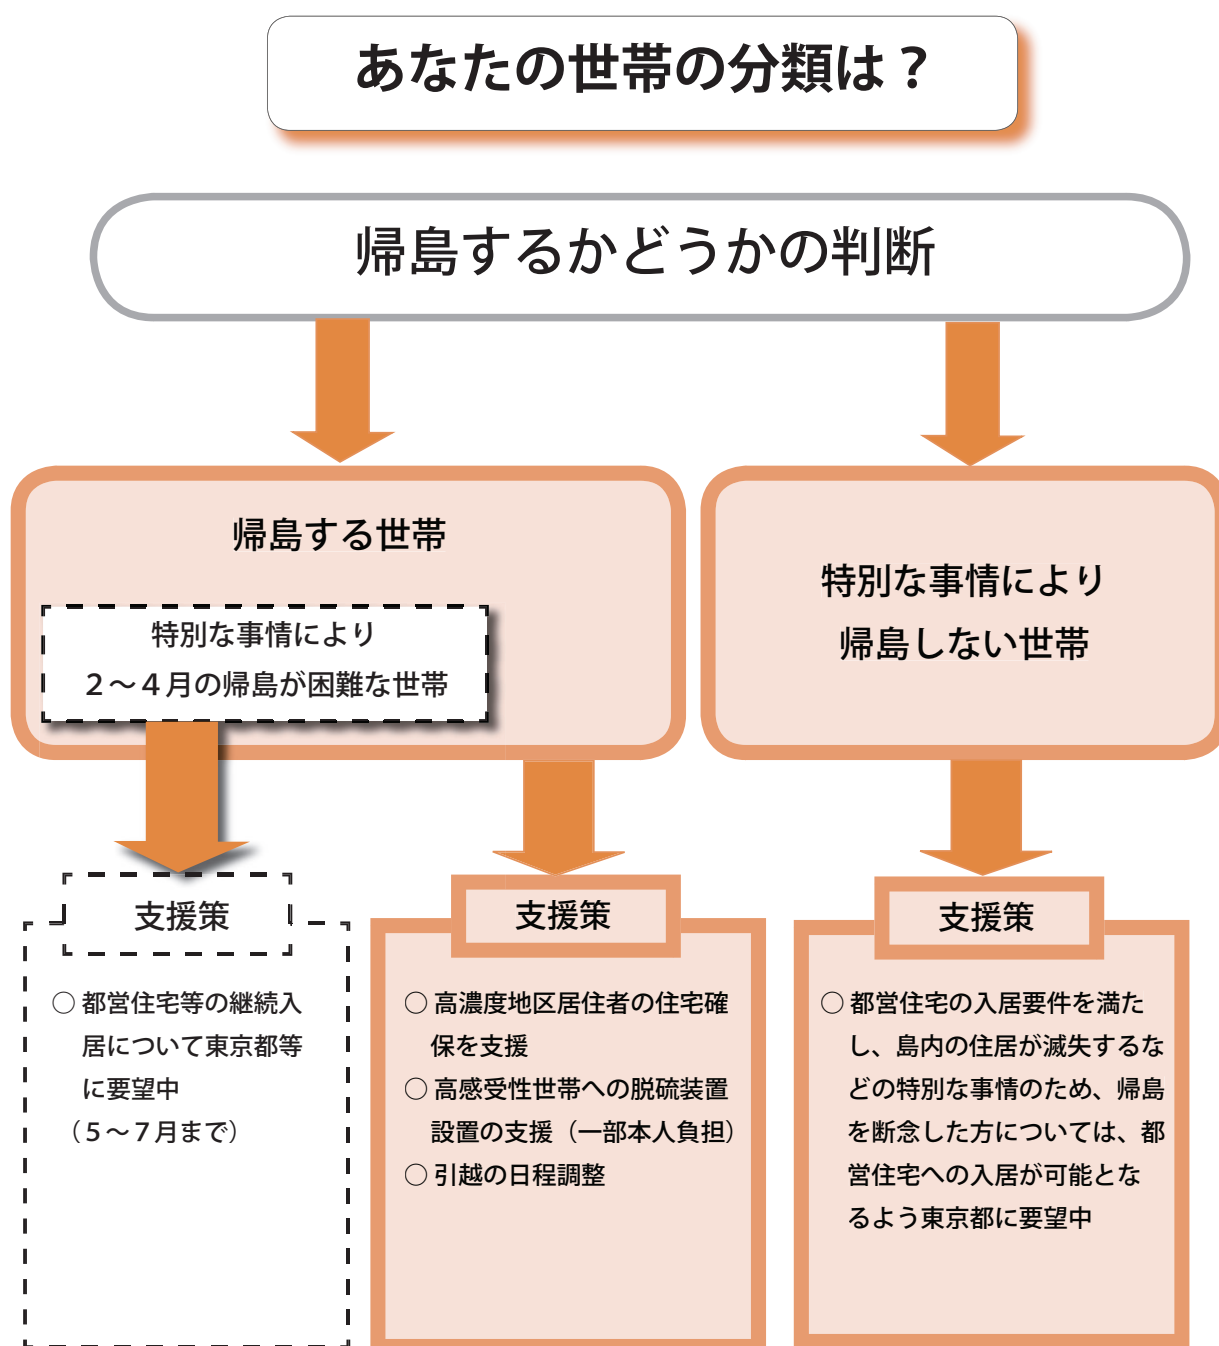 あなたの世帯の分類は？
帰島するかどうかの判断
帰島する世帯
特別な事情により
２～４月の帰島が困難な世帯
特別な事情により
帰島しない世帯
支援策
○ 都営住宅等の継続入
居について東京都等
に要望中
（５～７月まで）
支援策
○ 高濃度地区居住者の住宅確
保を支援
○ 高感受性世帯への脱硫装置
設置の支援（一部本人負担）
○ 引越の日程調整
支援策
○ 都営住宅の入居要件を満た
し、島内の住居が滅失するな
どの特別な事情のため、帰島
を断念した方については、都
営住宅への入居が可能とな
るよう東京都に要望中